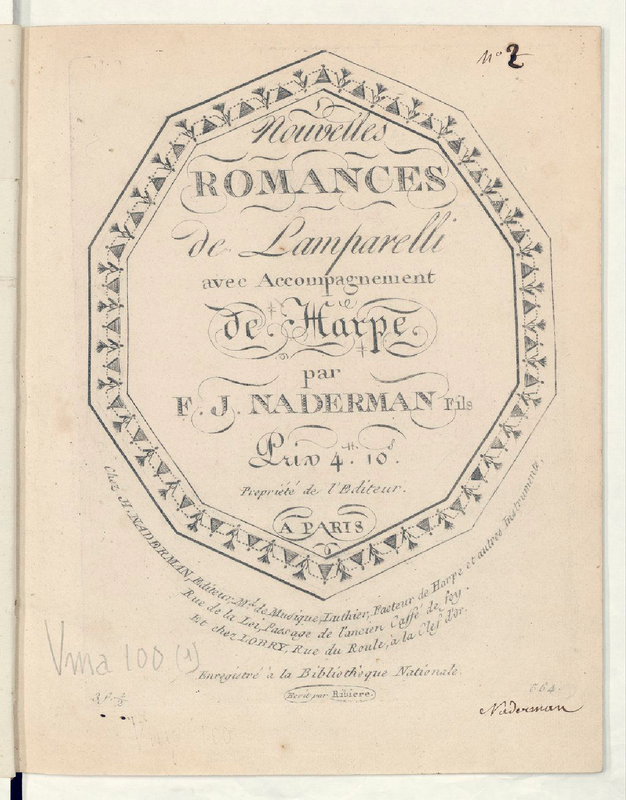 N° 2
Nouvelles
ROMANCES
de Lamparelli
avec Accompagnement
de Harpe
par
F. J. NADERMAN Fils
Prix 4.₶ 10.ˢ
Propriété de l'Editeur.
A PARIS
Chez H. NADERMAN, Editeur, M.d de Musique, Luthier, Facteur de Harpe et autres Instruments.
Rue de la Loi, Passage de l'ancien Caffé de foy.
Et chez LOBRY, Rue du Roule, à la Clef d'or.
Enregistré à la Bibliothèque Nationale.
Ecrit par Ribiere.
Vma 100 (1)
664.
Naderman